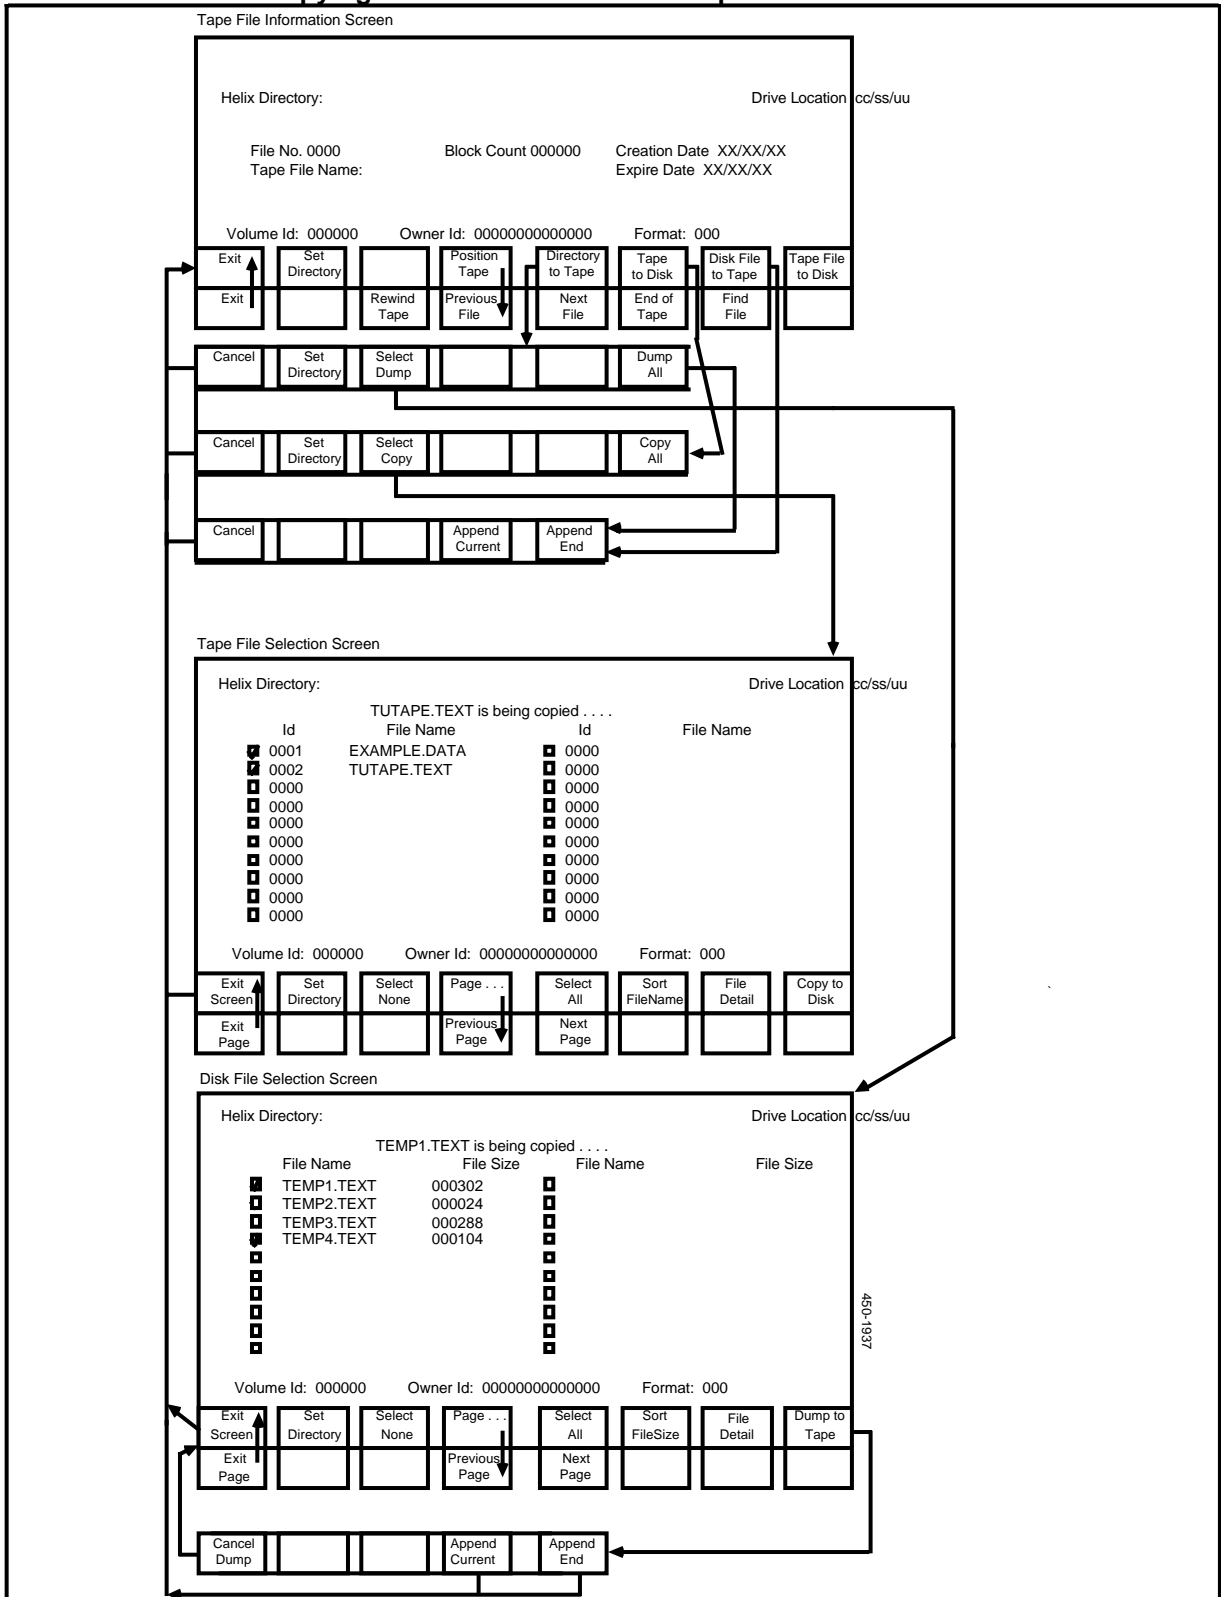 Tape File Information Screen
Helix Directory: Drive Location cc/ss/uu
File No. 0000 Block Count 000000 Creation Date XX/XX/XX
Tape File Name: Expire Date XX/XX/XX
Volume Id: 000000 Owner Id: 00000000000000 Format: 000
Exit Set Directory Position Tape Directory to Tape Tape to Disk Disk File to Tape Tape File to Disk
Exit Rewind Tape Previous File Next File End of Tape Find File
Cancel Set Directory Select Dump Dump All
Cancel Set Directory Select Copy Copy All
Cancel Append Current Append End
Tape File Selection Screen
Helix Directory: Drive Location cc/ss/uu
TUTAPE.TEXT is being copied . . . .
Id File Name Id File Name
0001 EXAMPLE.DATA 0000
0002 TUTAPE.TEXT 0000
0000 0000
0000 0000
0000 0000
0000 0000
0000 0000
0000 0000
0000 0000
0000 0000
Volume Id: 000000 Owner Id: 00000000000000 Format: 000
Exit Screen Set Directory Select None Page . . . Select All Sort FileName File Detail Copy to Disk
Exit Page Previous Page Next Page
Disk File Selection Screen
Helix Directory: Drive Location cc/ss/uu
TEMP1.TEXT is being copied . . . .
File Name File Size File Name File Size
TEMP1.TEXT 000302
TEMP2.TEXT 000024
TEMP3.TEXT 000288
TEMP4.TEXT 000104
450-1937
Volume Id: 000000 Owner Id: 00000000000000 Format: 000
Exit Screen Set Directory Select None Page . . . Select All Sort FileSize File Detail Dump to Tape
Exit Page Previous Page Next Page
Cancel Dump Append Current Append End